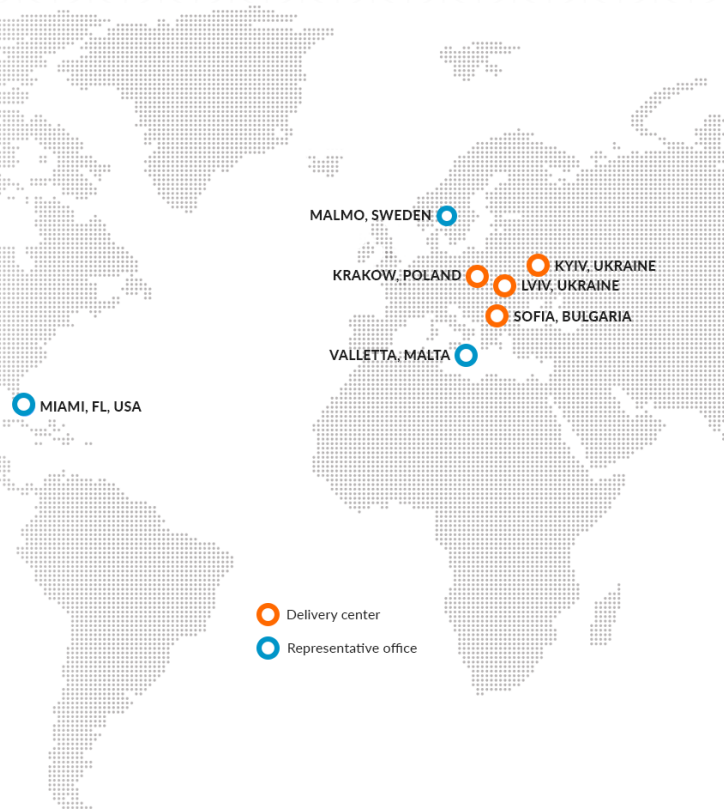 MALMO, SWEDEN
KYIV, UKRAINE
KRAKOW, POLAND
LVIV, UKRAINE
SOFIA, BULGARIA
VALLETTA, MALTA
MIAMI, FL, USA
Delivery center
Representative office